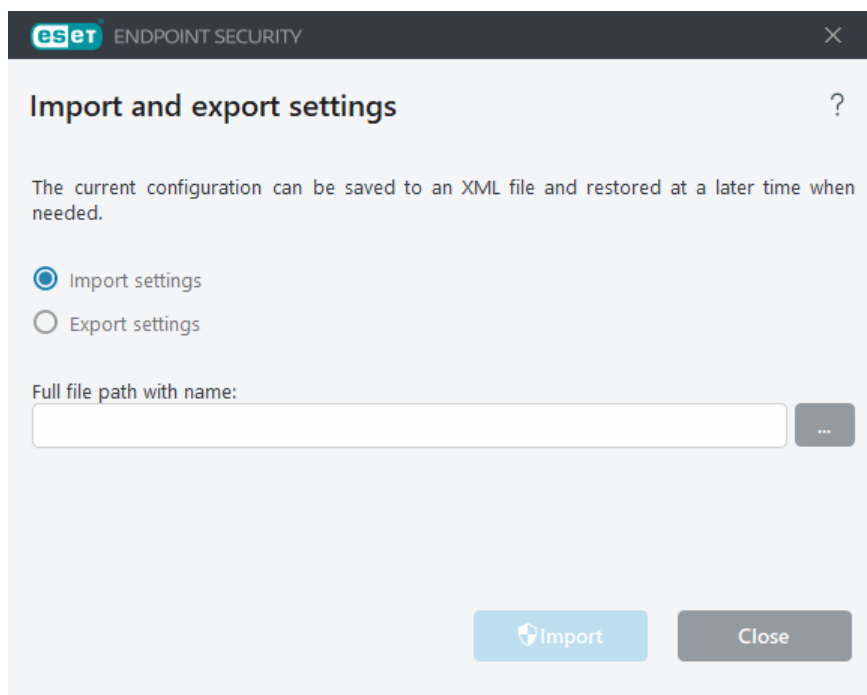 eset ENDPOINT SECURITY
Import and export settings
?
The current configuration can be saved to an XML file and restored at a later time when
needed.
Import settings
Export settings
Full file path with name:
...
Import
Close